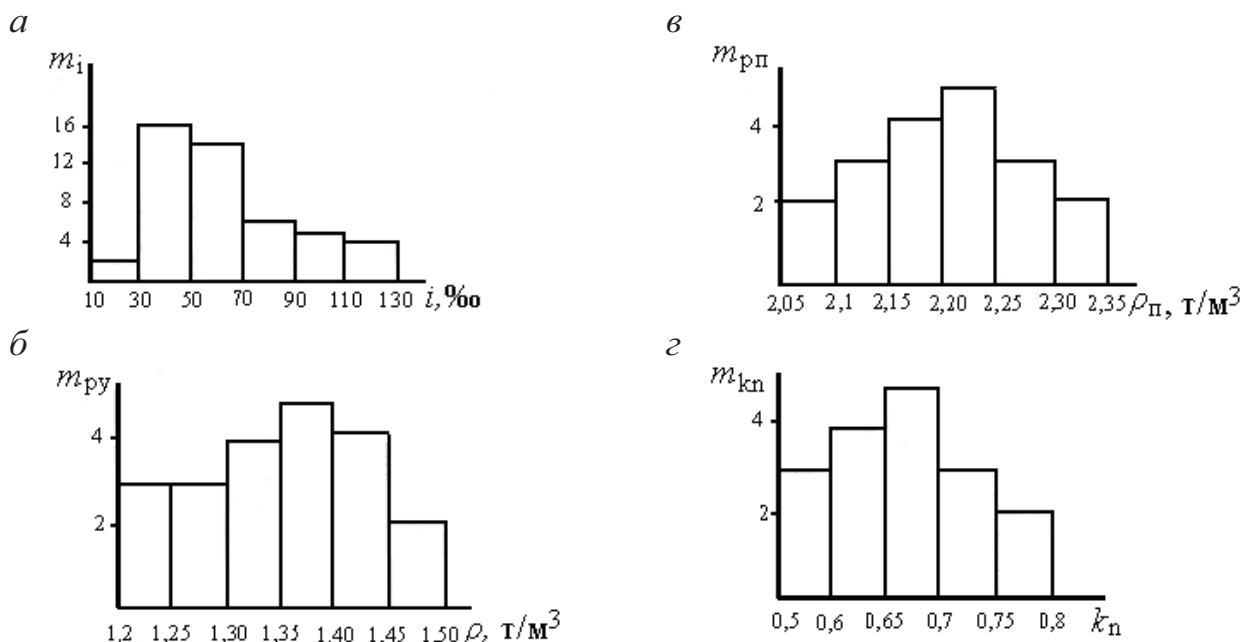 а
m_i
16
12
8
4
10 30 50 70 90 110 130 i, ‰
в
m_рп
4
2
2,05 2,1 2,15 2,20 2,25 2,30 2,35 ρ_п, т/м³
б
m_ру
4
2
1,2 1,25 1,30 1,35 1,40 1,45 1,50 ρ, т/м³
г
m_kn
4
2
0,5 0,6 0,65 0,7 0,75 0,8 k_п